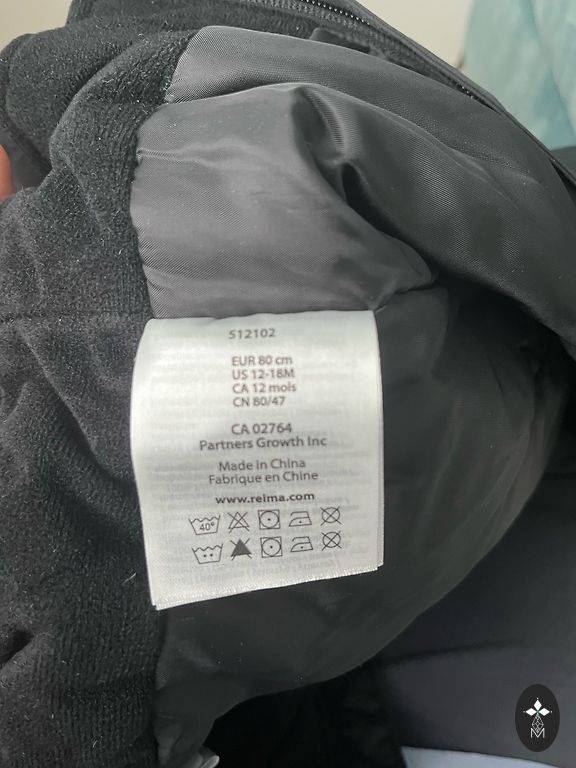 512102
EUR 80 cm
US 12-18M
CA 12 mois
CN 80/47
CA 02764
Partners Growth Inc
Made in China
Fabrique en Chine
www.reima.com
40°
M